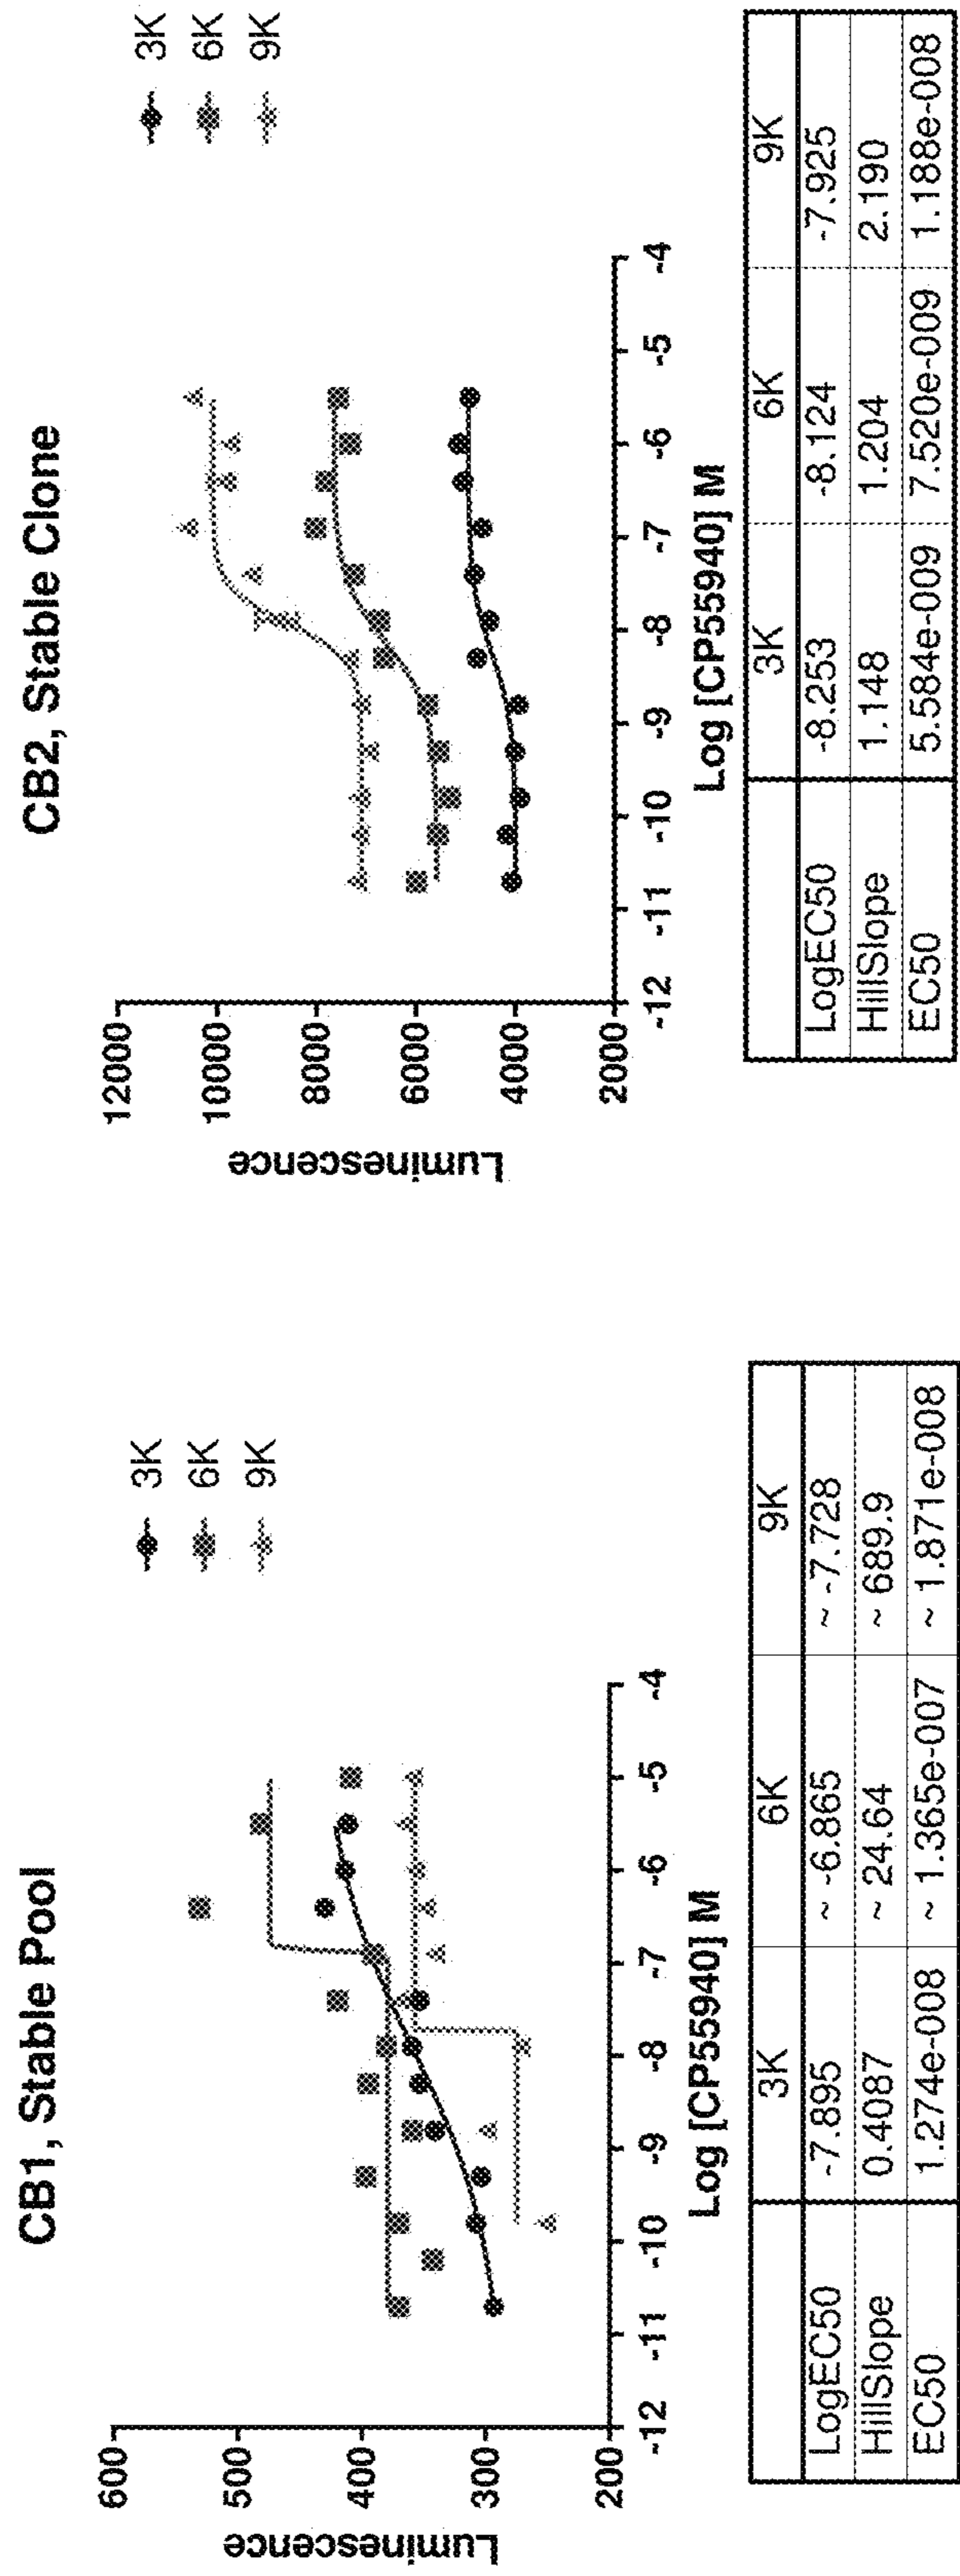 CB1, Stable Pool
3K
6K
9K
600
500
400
300
200
Luminescence
-12 -11 -10 -9 -8 -7 -6 -5 -4
Log [CP55940] M
3K 6K 9K
LogEC50 -7.895 ~ -6.865 ~ -7.728
HillSlope 0.4087 ~ 24.64 ~ 689.9
EC50 1.274e-008 ~ 1.365e-007 ~ 1.871e-008
CB2, Stable Clone
3K
6K
9K
12000
10000
8000
6000
4000
2000
Luminescence
-12 -11 -10 -9 -8 -7 -6 -5 -4
Log [CP55940] M
3K 6K 9K
LogEC50 -8.253 -8.124 -7.925
HillSlope 1.148 1.204 2.190
EC50 5.584e-009 7.520e-009 1.188e-008